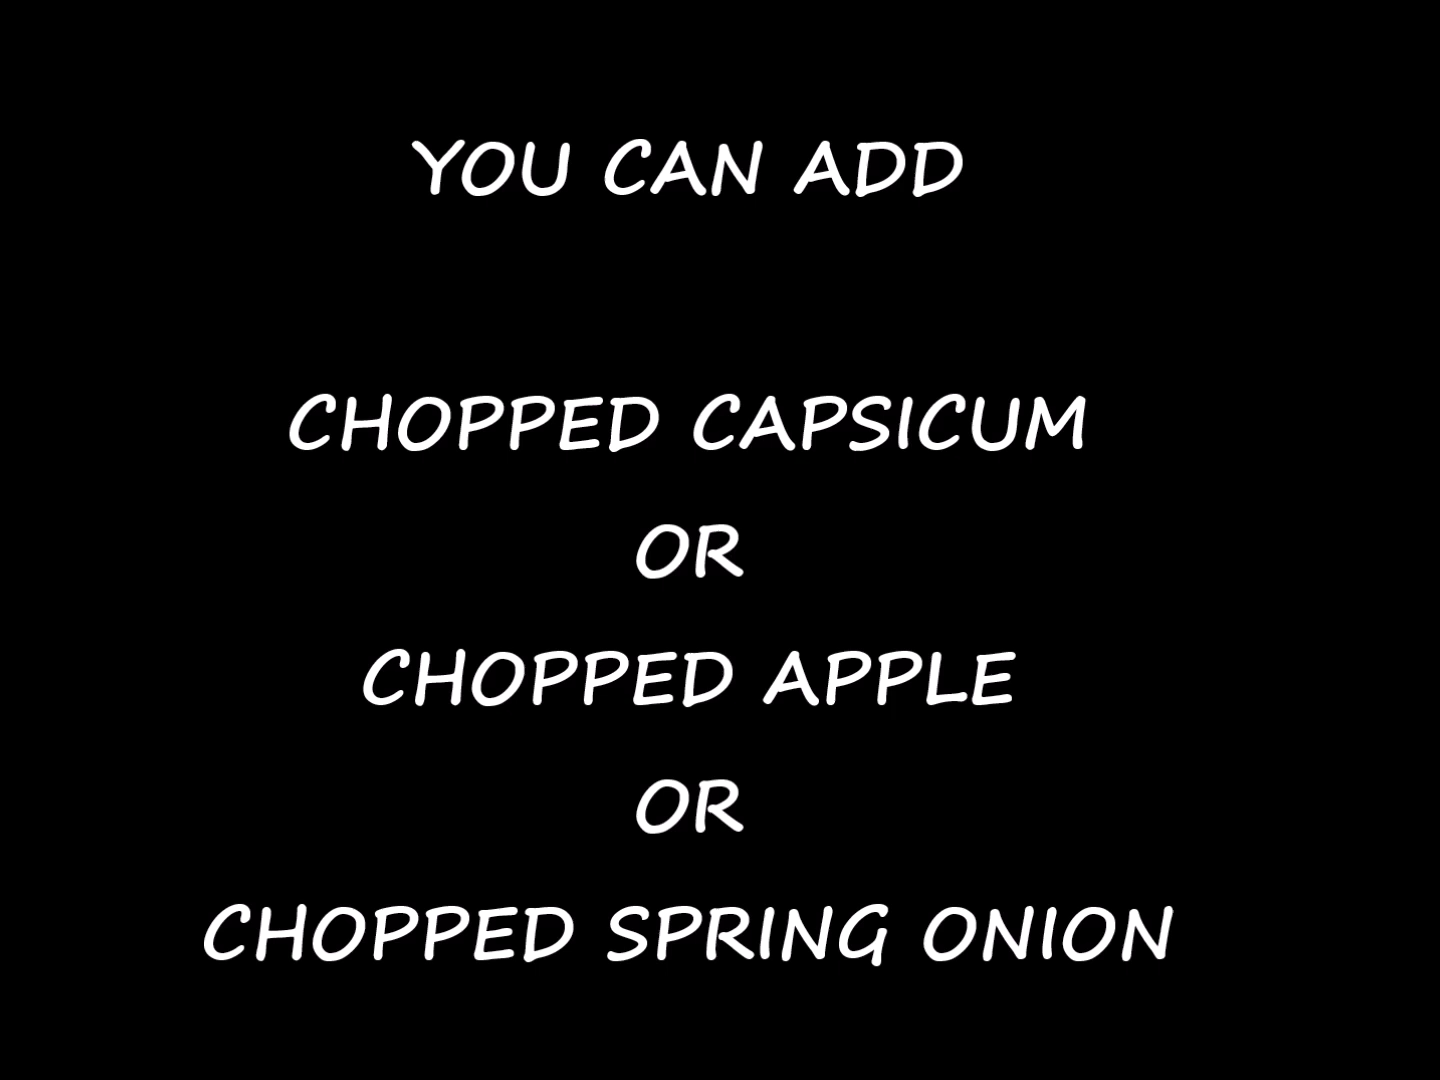 YOU CAN ADD
CHOPPED CAPSICUM
OR
CHOPPED APPLE
OR
CHOPPED SPRING ONION